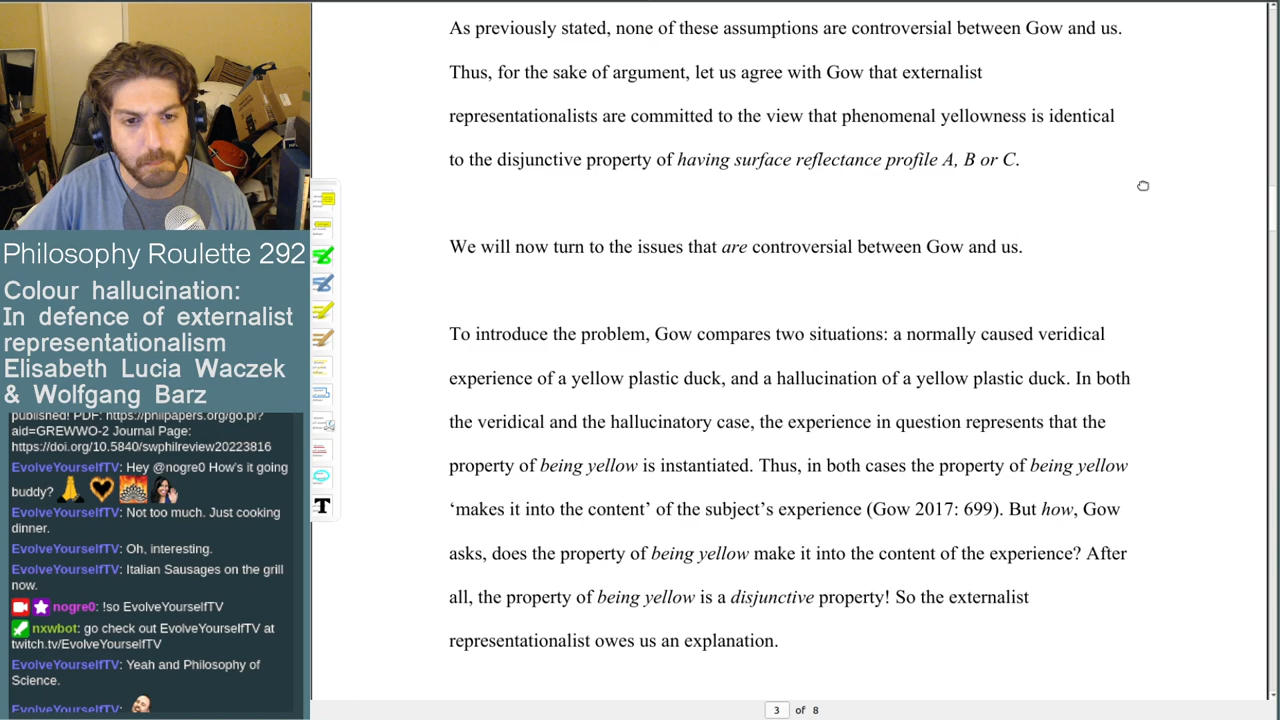 As previously stated, none of these assumptions are controversial between Gow and us.
Thus, for the sake of argument, let us agree with Gow that externalist
representationalists are committed to the view that phenomenal yellowness is identical
to the disjunctive property of having surface reflectance profile A, B or C.
We will now turn to the issues that are controversial between Gow and us.
To introduce the problem, Gow compares two situations: a normally caused veridical
experience of a yellow plastic duck, and a hallucination of a yellow plastic duck. In both
the veridical and the hallucinatory case, the experience in question represents that the
property of being yellow is instantiated. Thus, in both cases the property of being yellow
‘makes it into the content’ of the subject’s experience (Gow 2017: 699). But how, Gow
asks, does the property of being yellow make it into the content of the experience? After
all, the property of being yellow is a disjunctive property! So the externalist
representationalist owes us an explanation.
3 of 8
Philosophy Roulette 292
Colour hallucination:
In defence of externalist
representationalism
Elisabeth Lucia Waczek
& Wolfgang Barz
published! PDF: https://philpapers.org/go.pl?
aid=GREWWO-2 Journal Page:
https://doi.org/10.5840/swphilreview20223816
EvolveYourselfTV: Hey @nogre0 How's it going
buddy?
EvolveYourselfTV: Not too much. Just cooking
dinner.
EvolveYourselfTV: Oh, interesting.
EvolveYourselfTV: Italian Sausages on the grill
now.
nogre0: !so EvolveYourselfTV
nxwbot: go check out EvolveYourselfTV at
twitch.tv/EvolveYourselfTV
EvolveYourselfTV: Yeah and Philosophy of
Science.
EvolveYourselfTV:
T